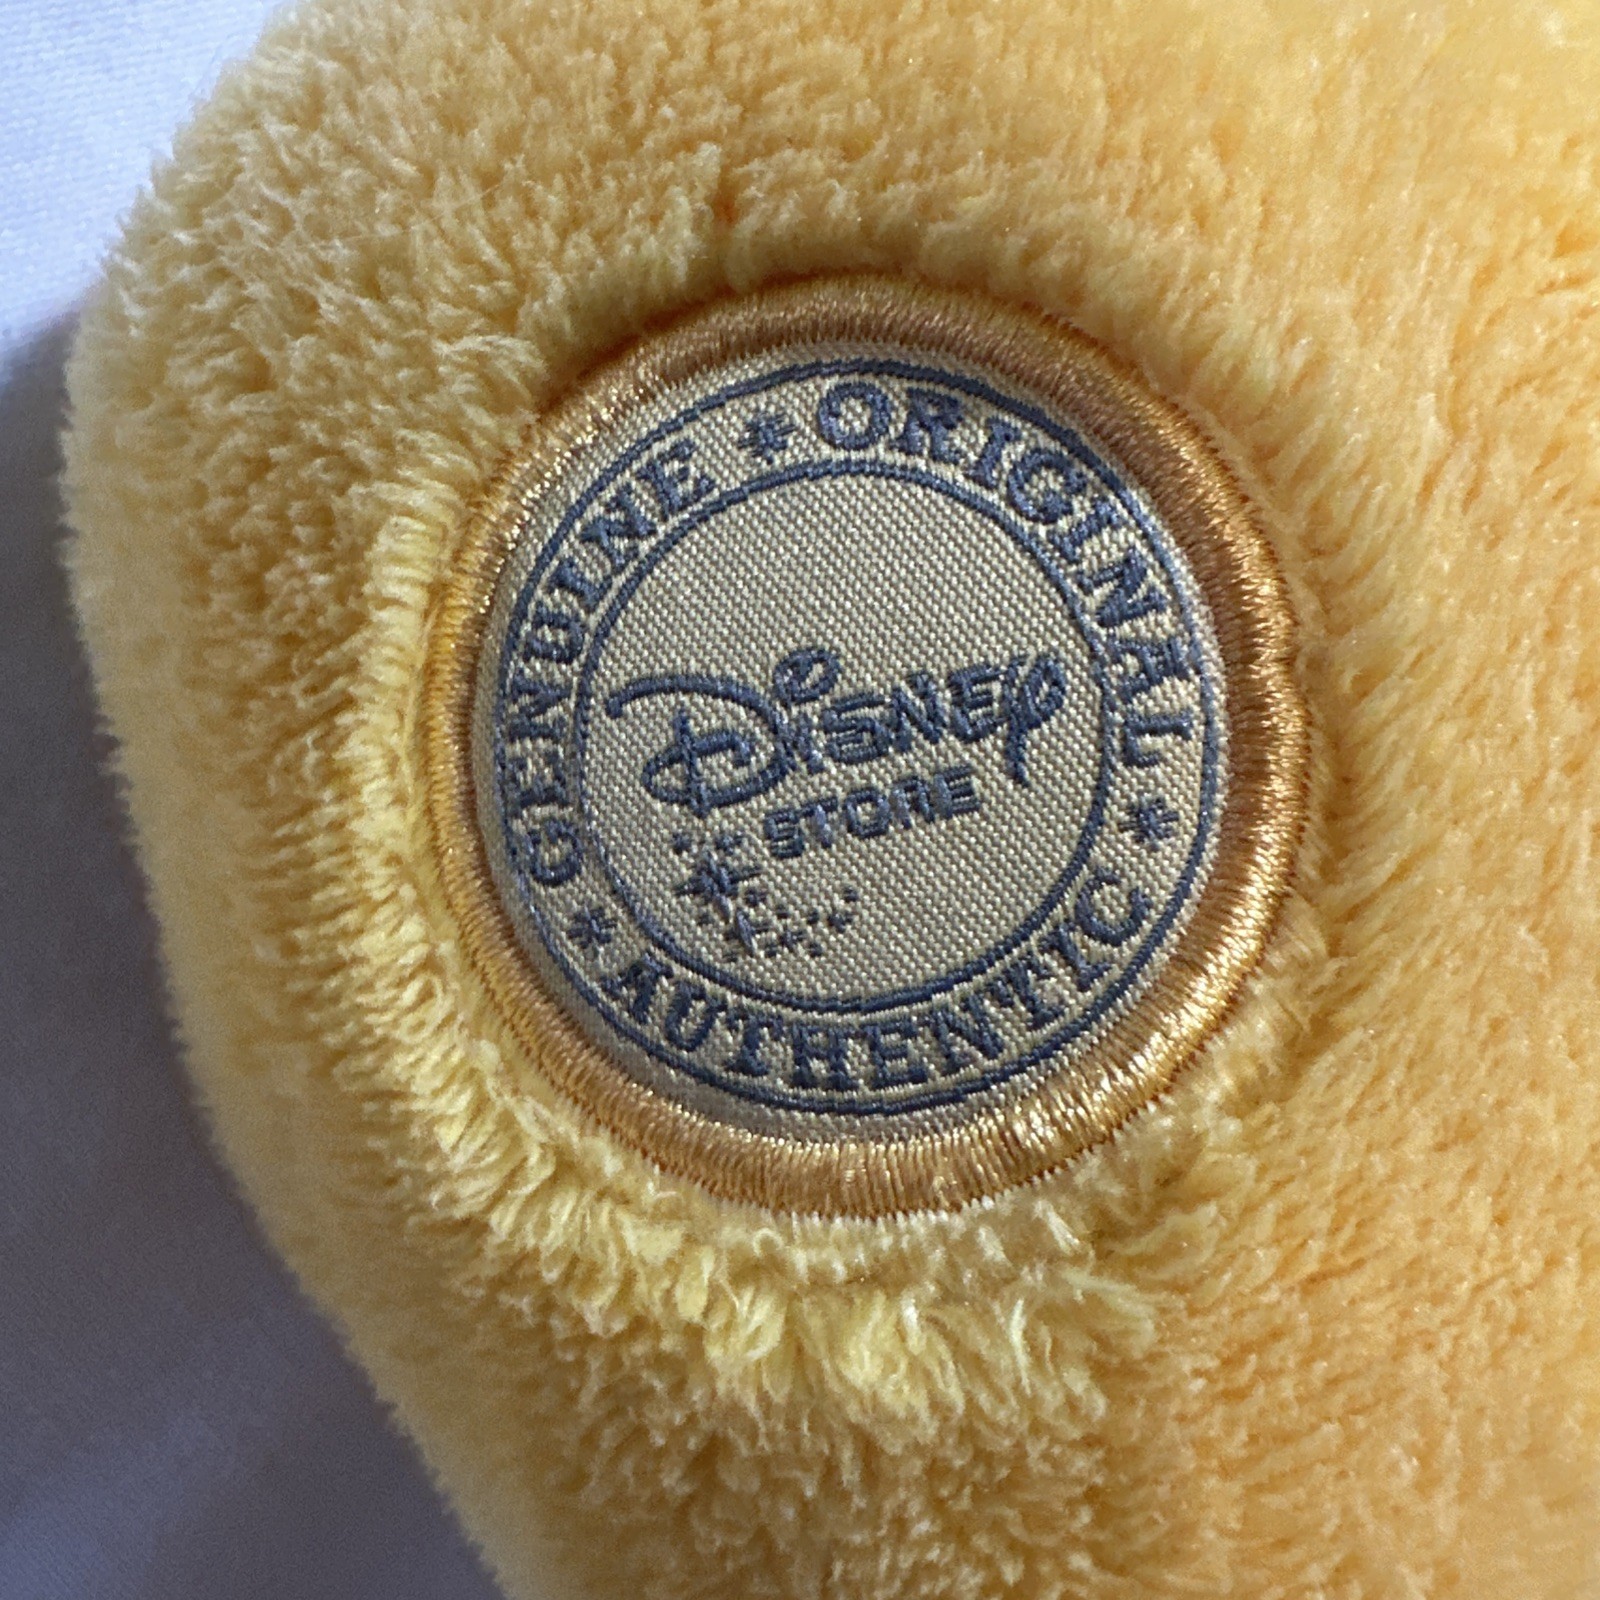 GENUINE * ORIGINAL * AUTHENTIC *
Disney
STORE